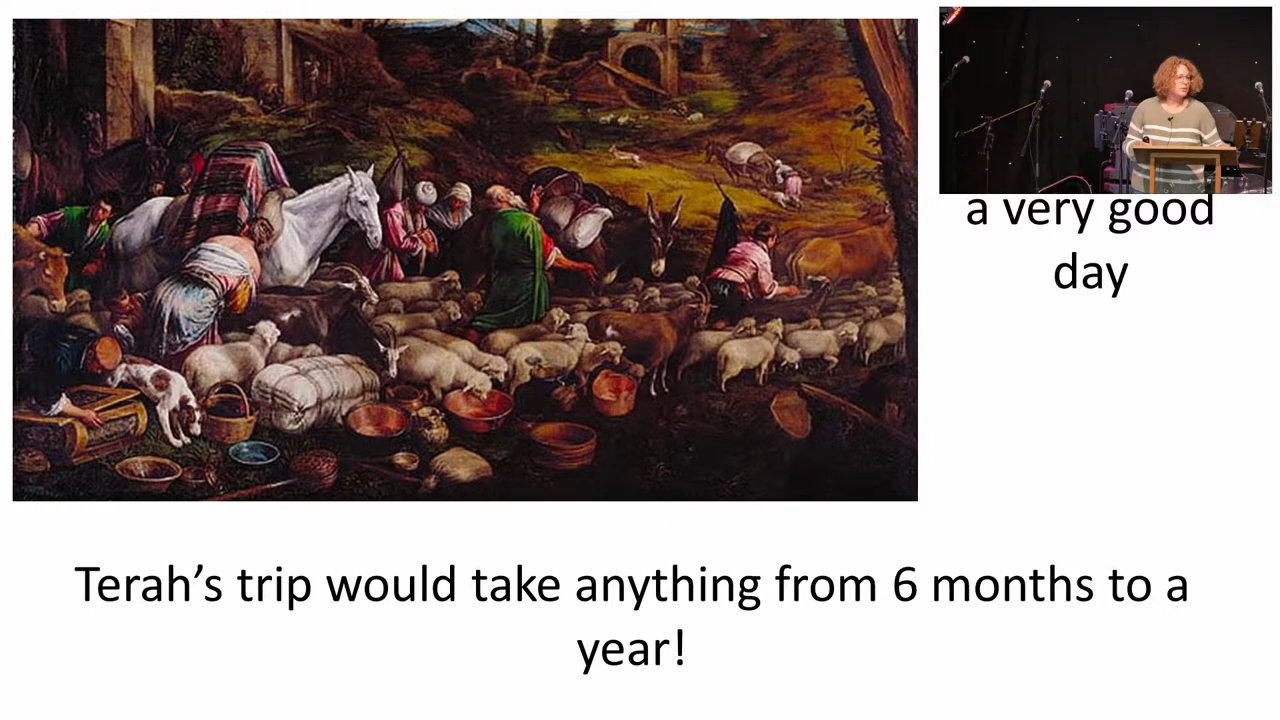 a very good
day
Terah’s trip would take anything from 6 months to a
year!